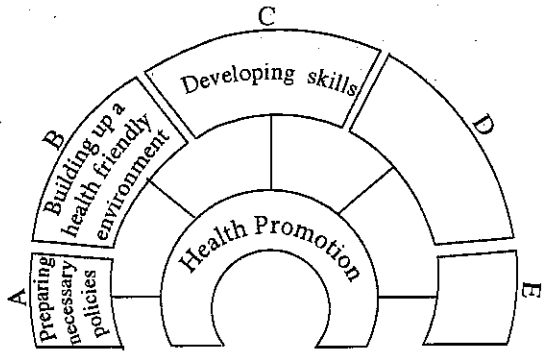 A
Preparing
necessary
policies
B
Building up a
health friendly
environment
C
Developing skills
D
E
Health Promotion